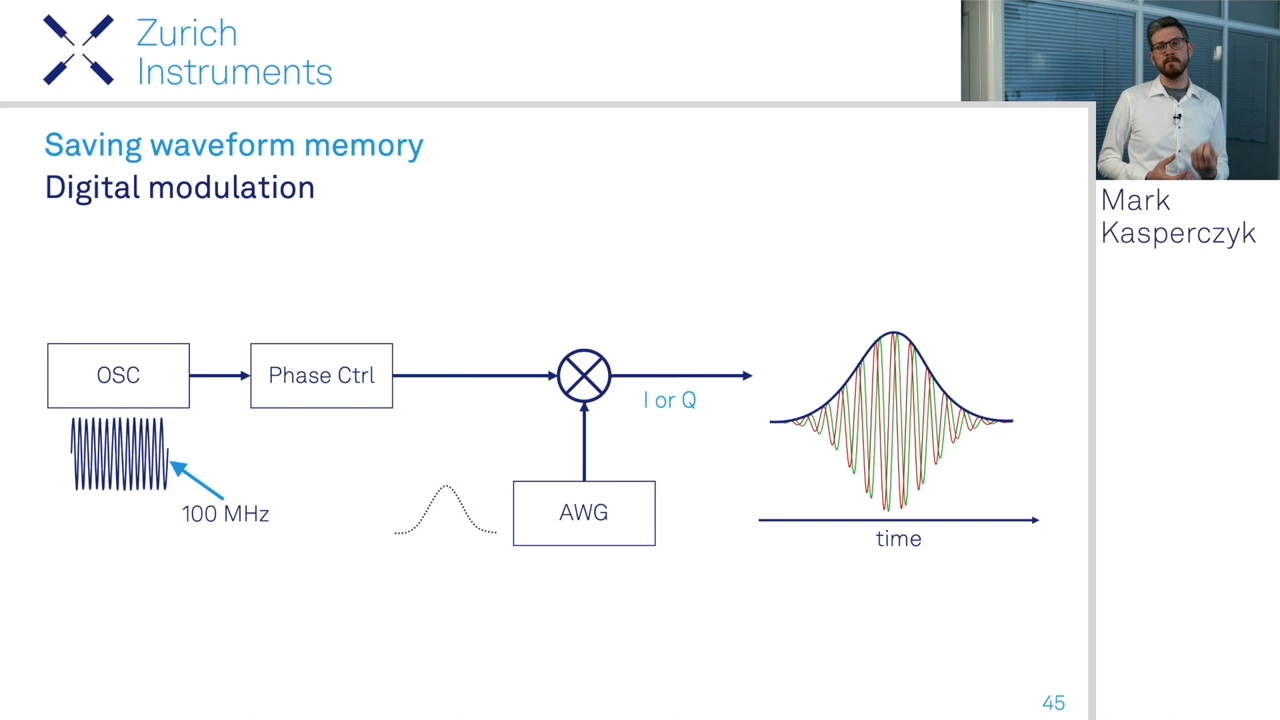 Zurich
Instruments
Mark
Kasperczyk
Saving waveform memory
Digital modulation
OSC
Phase Ctrl
I or Q
100 MHz
AWG
time
45